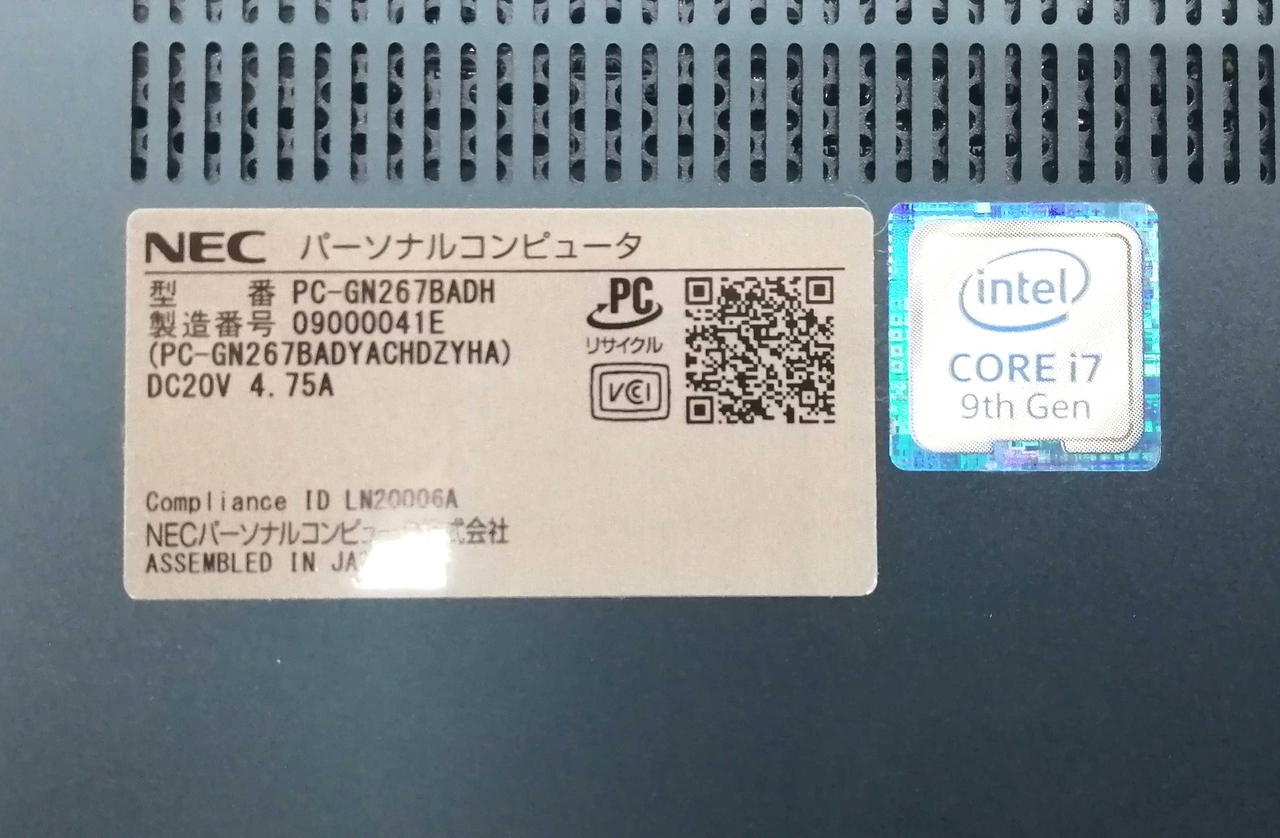 NEC パーソナルコンピュータ
型 番 PC-GN267BADH
製造番号 09000041E
(PC-GN267BADYACHDZYHA)
DC20V 4.75A
PC
リサイクル
VCCI
Compliance ID LN20006A
NECパーソナルコンピュ 式会社
ASSEMBLED IN
intel
CORE i7
9th Gen